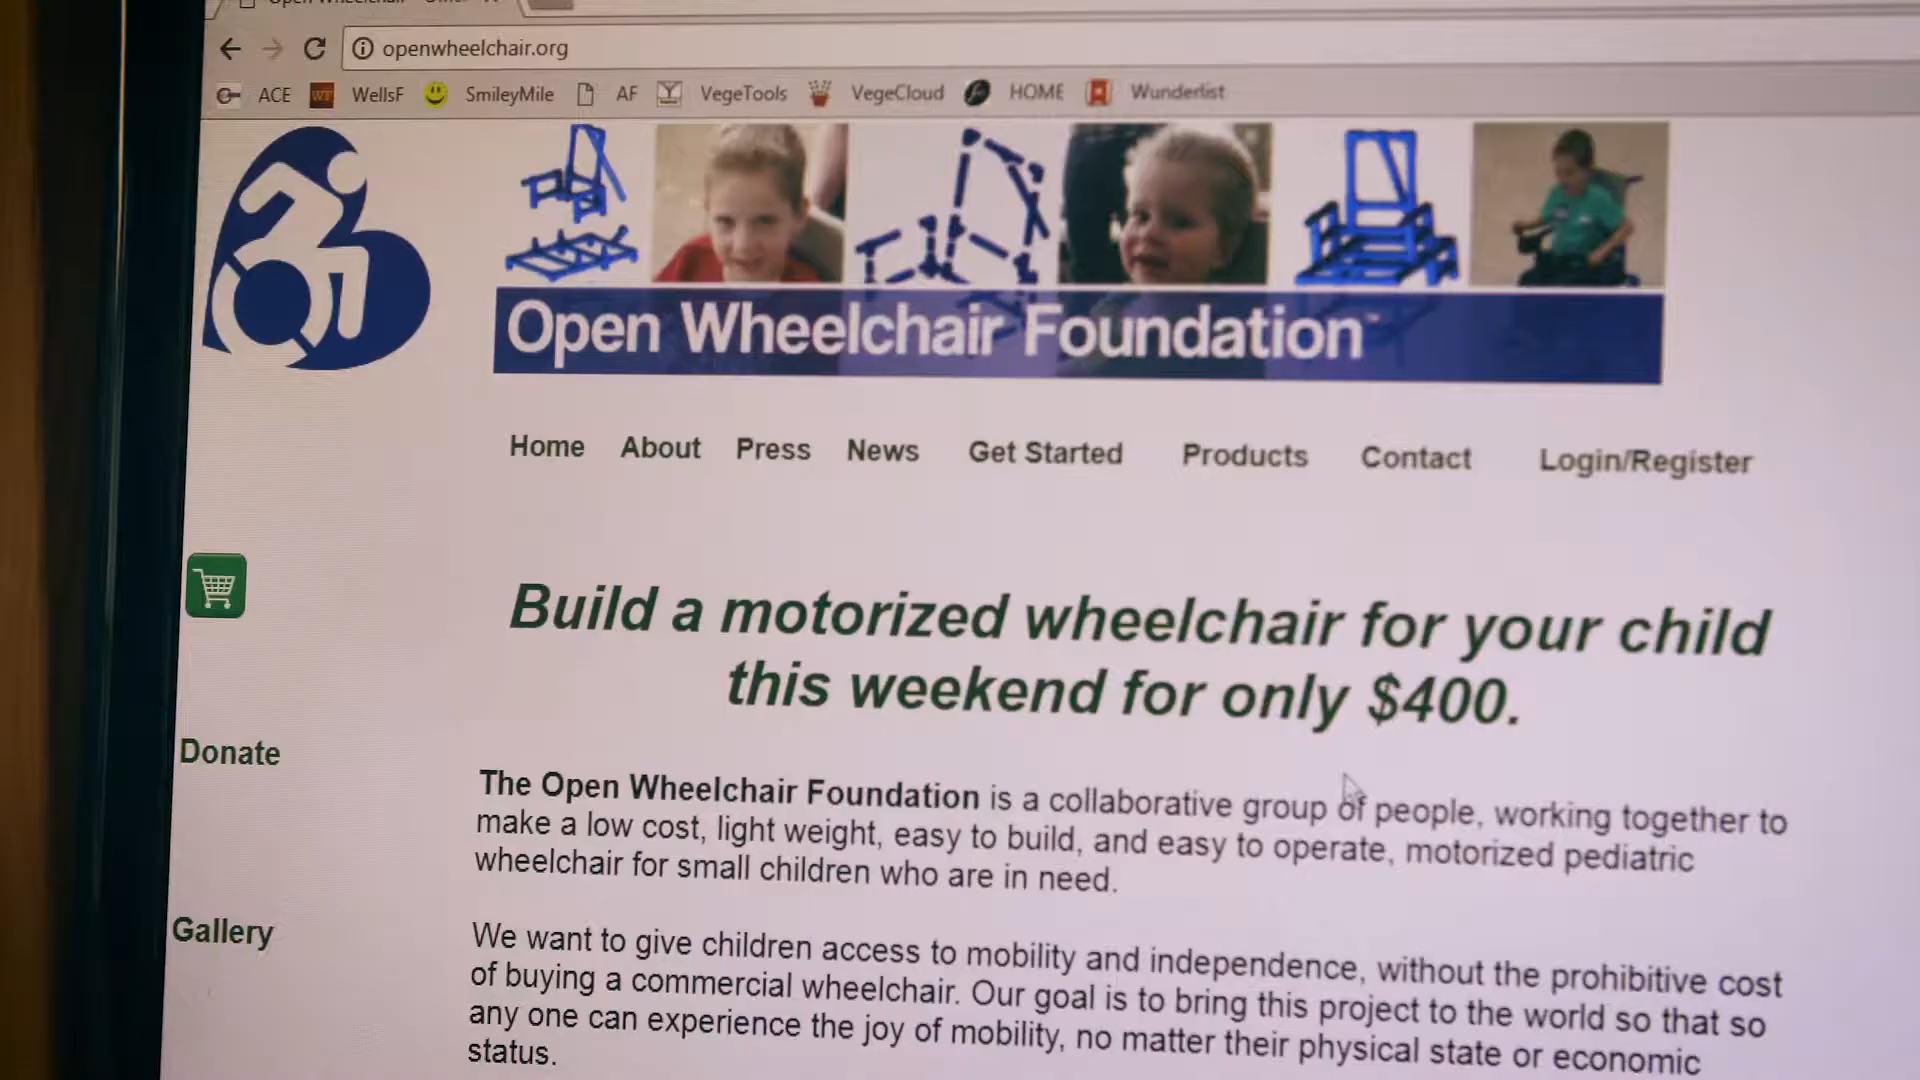 openwheelchair.org
ACE WellsF SmileyMile AF VegeTools VegeCloud HOME Wunderlist
Open Wheelchair Foundation™
Home About Press News Get Started Products Contact Login/Register
Build a motorized wheelchair for your child
this weekend for only $400.
Donate
The Open Wheelchair Foundation is a collaborative group of people, working together to
make a low cost, light weight, easy to build, and easy to operate, motorized pediatric
wheelchair for small children who are in need.
Gallery
We want to give children access to mobility and independence, without the prohibitive cost
of buying a commercial wheelchair. Our goal is to bring this project to the world so that so
any one can experience the joy of mobility, no matter their physical state or economic
status.